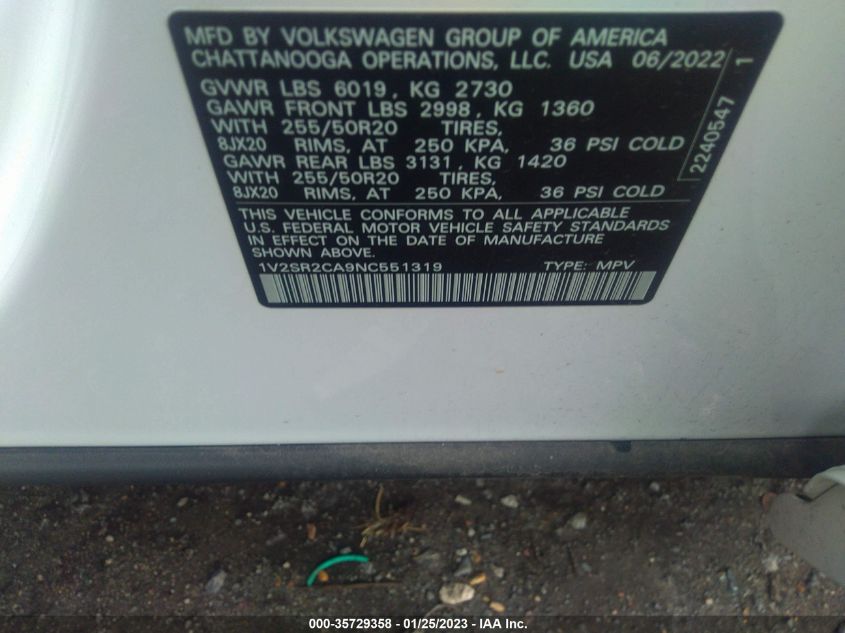 MFD BY VOLKSWAGEN GROUP OF AMERICA
CHATTANOOGA OPERATIONS, LLC. USA 06/2022
GVWR LBS 6019, KG 2730
GAWR FRONT LBS 2998, KG 1360
WITH 255/50R20 TIRES,
8JX20 RIMS, AT 250 KPA, 36 PSI COLD
GAWR REAR LBS 3131, KG 1420
WITH 255/50R20 TIRES,
8JX20 RIMS, AT 250 KPA, 36 PSI COLD
THIS VEHICLE CONFORMS TO ALL APPLICABLE
U.S. FEDERAL MOTOR VEHICLE SAFETY STANDARDS
IN EFFECT ON THE DATE OF MANUFACTURE
SHOWN ABOVE.
1V2SR2CA9NC551319 TYPE: MPV
2240547 1
000-35729358 - 01/25/2023 - IAA Inc.